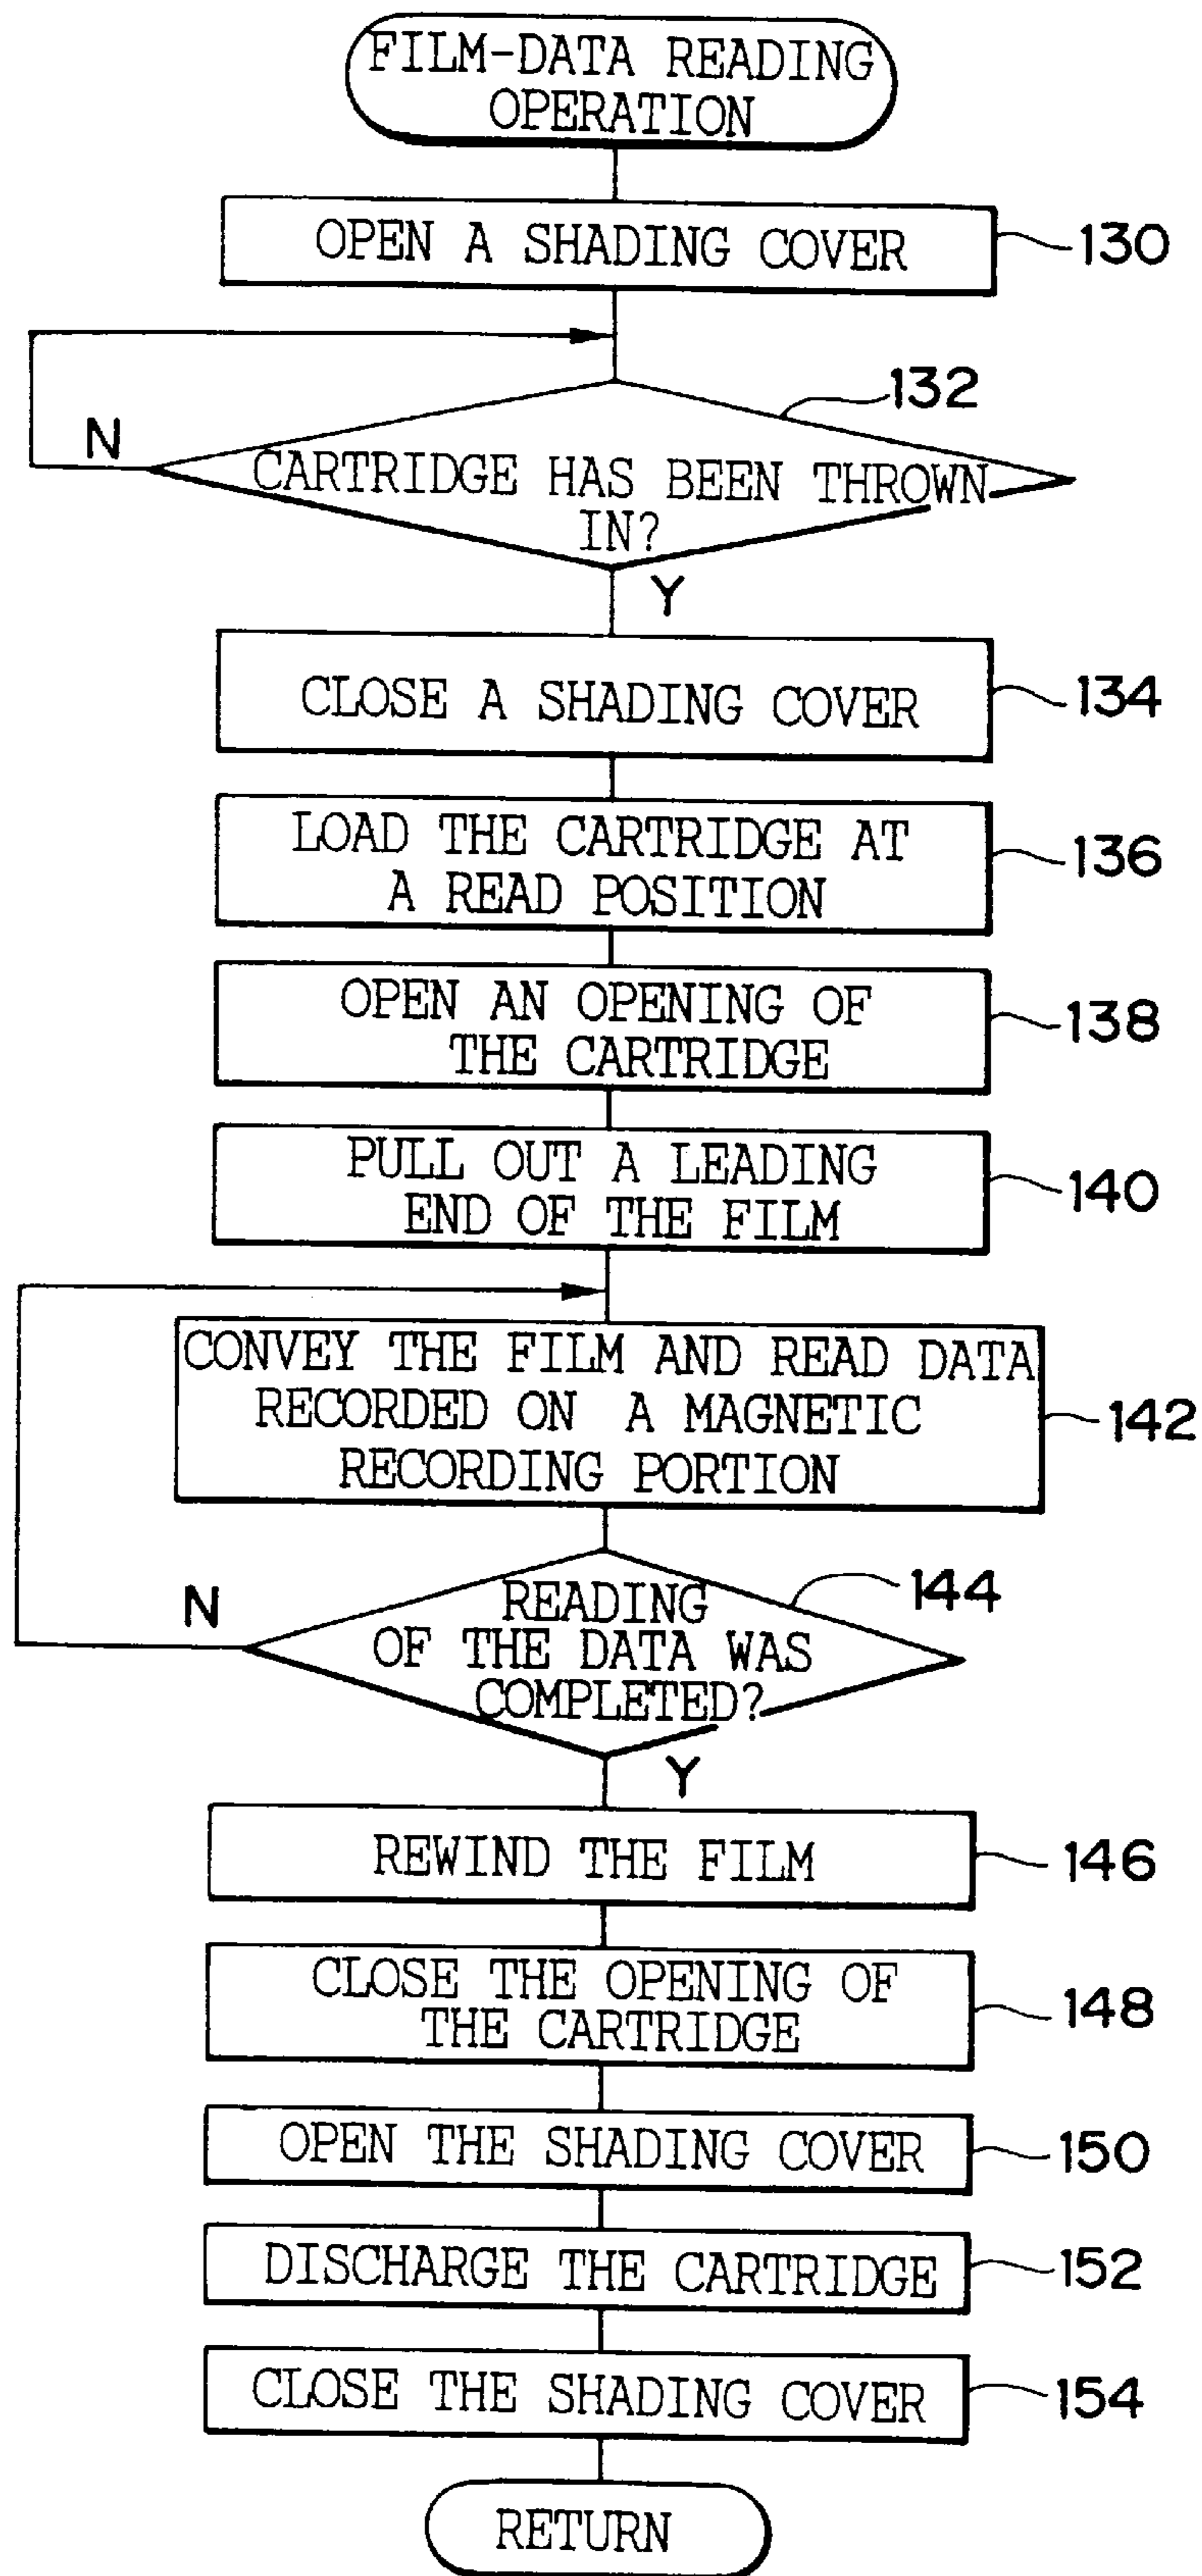 FILM-DATA READING
OPERATION
OPEN A SHADING COVER
130
132
N
CARTRIDGE HAS BEEN THROWN
IN?
Y
CLOSE A SHADING COVER
134
LOAD THE CARTRIDGE AT
A READ POSITION
136
OPEN AN OPENING OF
THE CARTRIDGE
138
PULL OUT A LEADING
END OF THE FILM
140
CONVEY THE FILM AND READ DATA
RECORDED ON A MAGNETIC
RECORDING PORTION
142
144
N
READING
OF THE DATA WAS
COMPLETED?
Y
REWIND THE FILM
146
CLOSE THE OPENING OF
THE CARTRIDGE
148
OPEN THE SHADING COVER
150
DISCHARGE THE CARTRIDGE
152
CLOSE THE SHADING COVER
154
RETURN